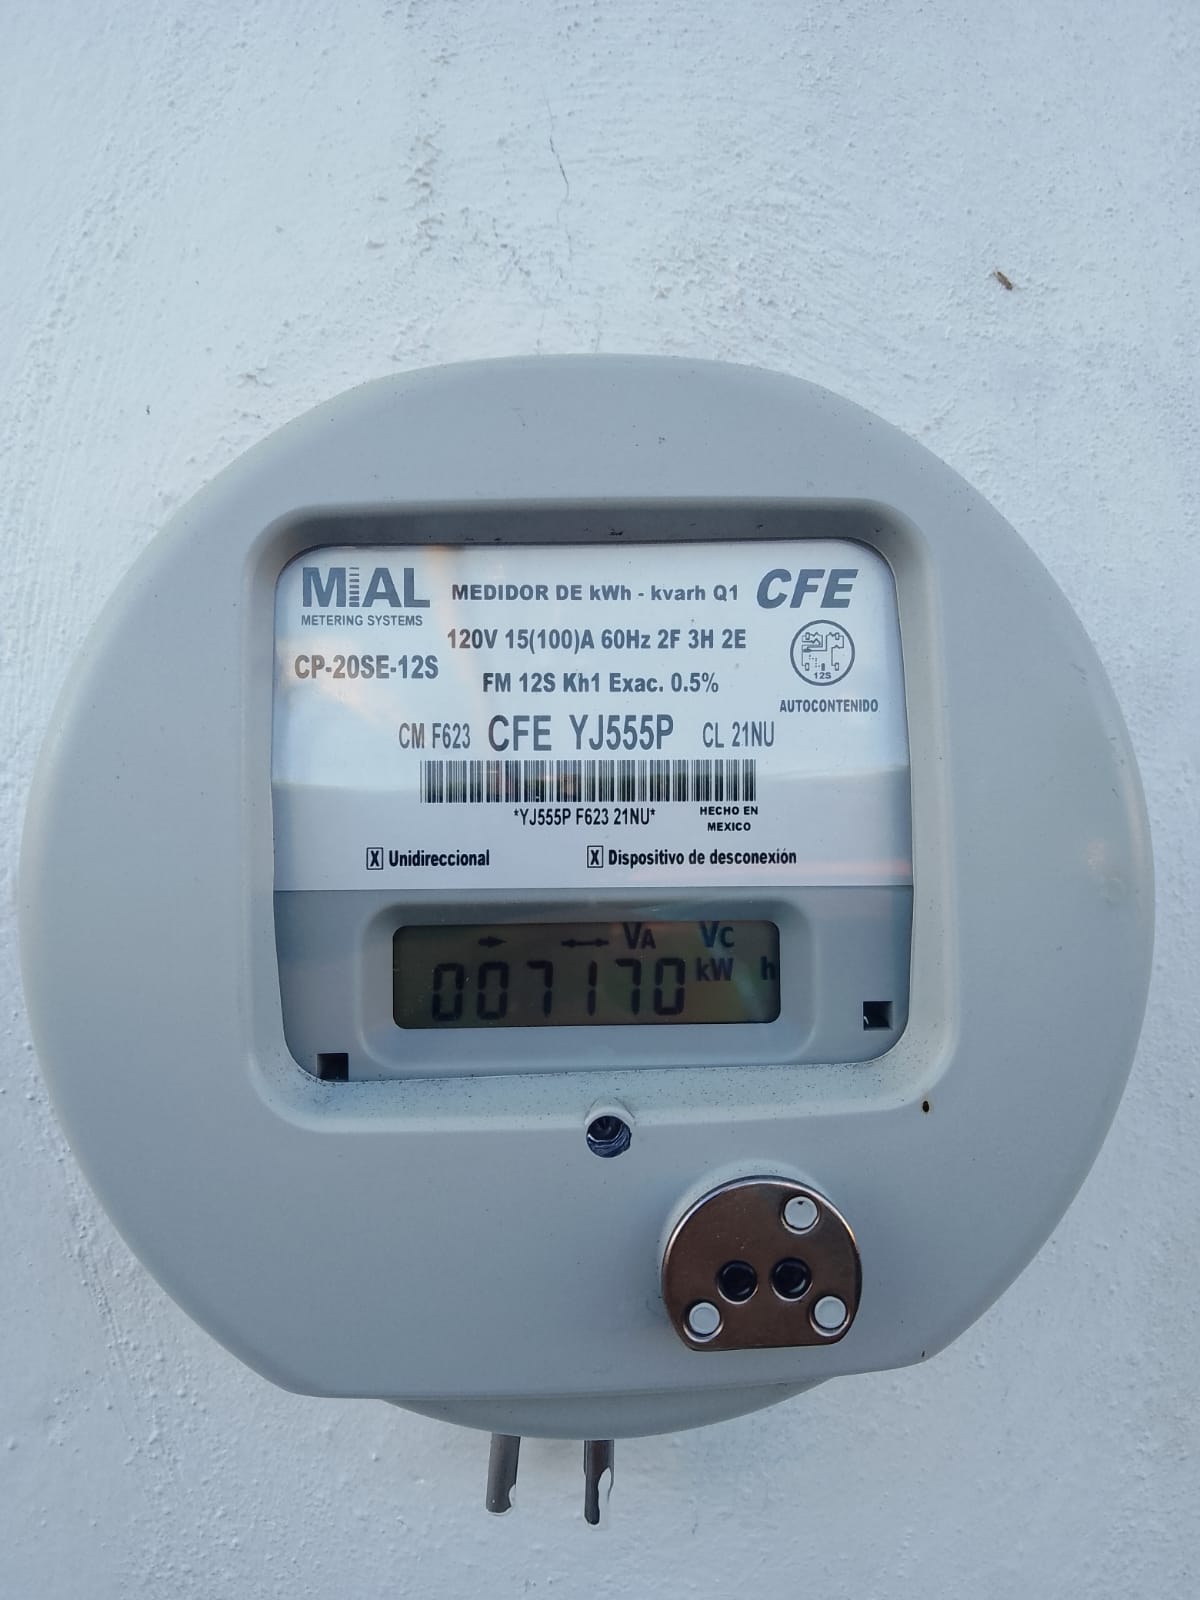 MIAL
METERING SYSTEMS
MEDIDOR DE kWh - kvarh Q1
CFE
120V 15(100)A 60Hz 2F 3H 2E
CP-20SE-12S
FM 12S Kh1 Exac. 0.5%
12S
AUTOCONTENIDO
CM F623 CFE YJ555P CL 21NU
*YJ555P F623 21NU*
HECHO EN
MEXICO
X Unidireccional
X Dispositivo de desconexión
VA VC
007170 kW h